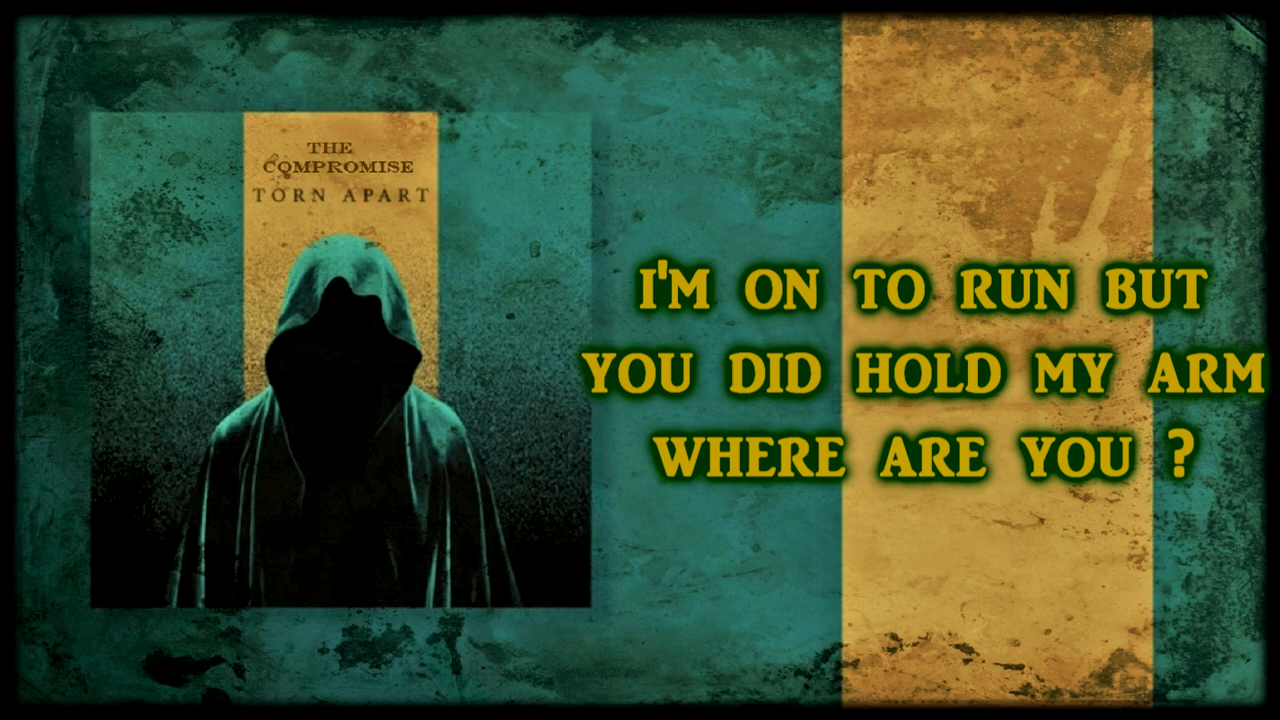 THE
COMPROMISE
TORN APART
I'M ON TO RUN BUT
YOU DID HOLD MY ARM
WHERE ARE YOU ?